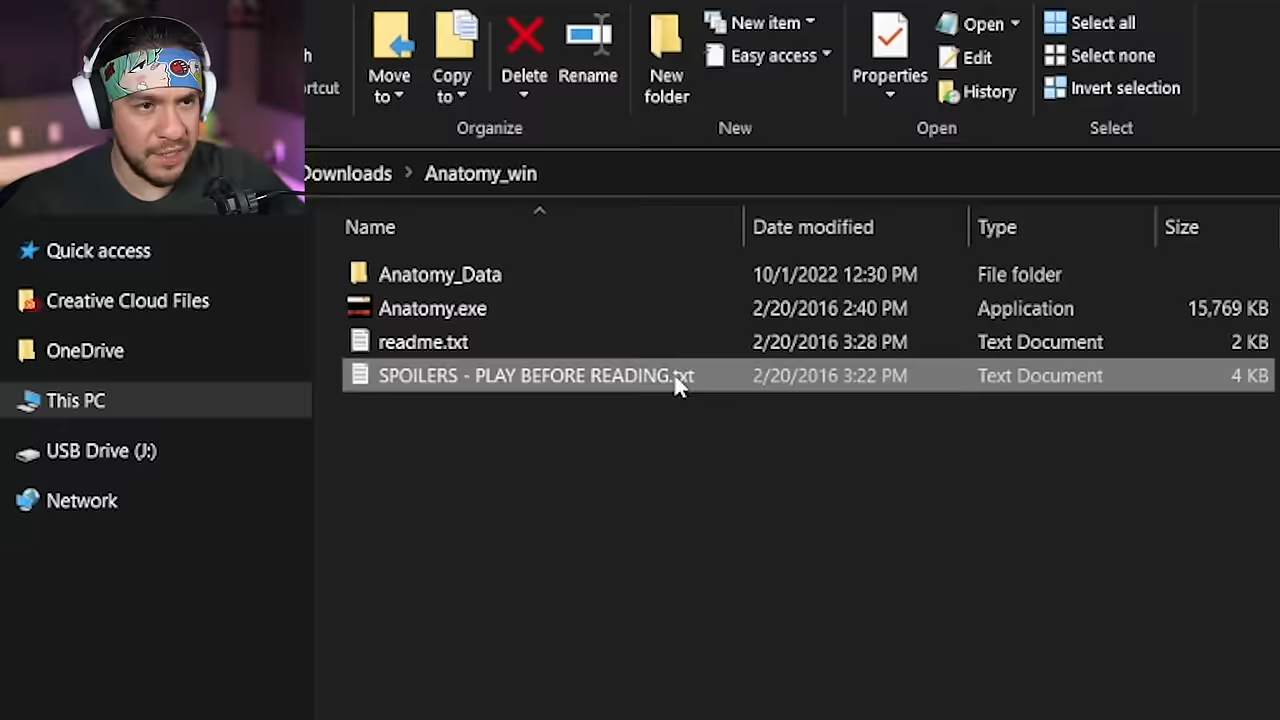 h
ortcut
Move to
Copy to
Delete
Rename
Organize
New folder
New item
Easy access
New
Properties
Open
Edit
History
Open
Select all
Select none
Invert selection
Select
Downloads > Anatomy_win
Name Date modified Type Size
Quick access
Creative Cloud Files
OneDrive
This PC
USB Drive (J:)
Network
Anatomy_Data 10/1/2022 12:30 PM File folder
Anatomy.exe 2/20/2016 2:40 PM Application 15,769 KB
readme.txt 2/20/2016 3:28 PM Text Document 2 KB
SPOILERS - PLAY BEFORE READING.txt 2/20/2016 3:22 PM Text Document 4 KB